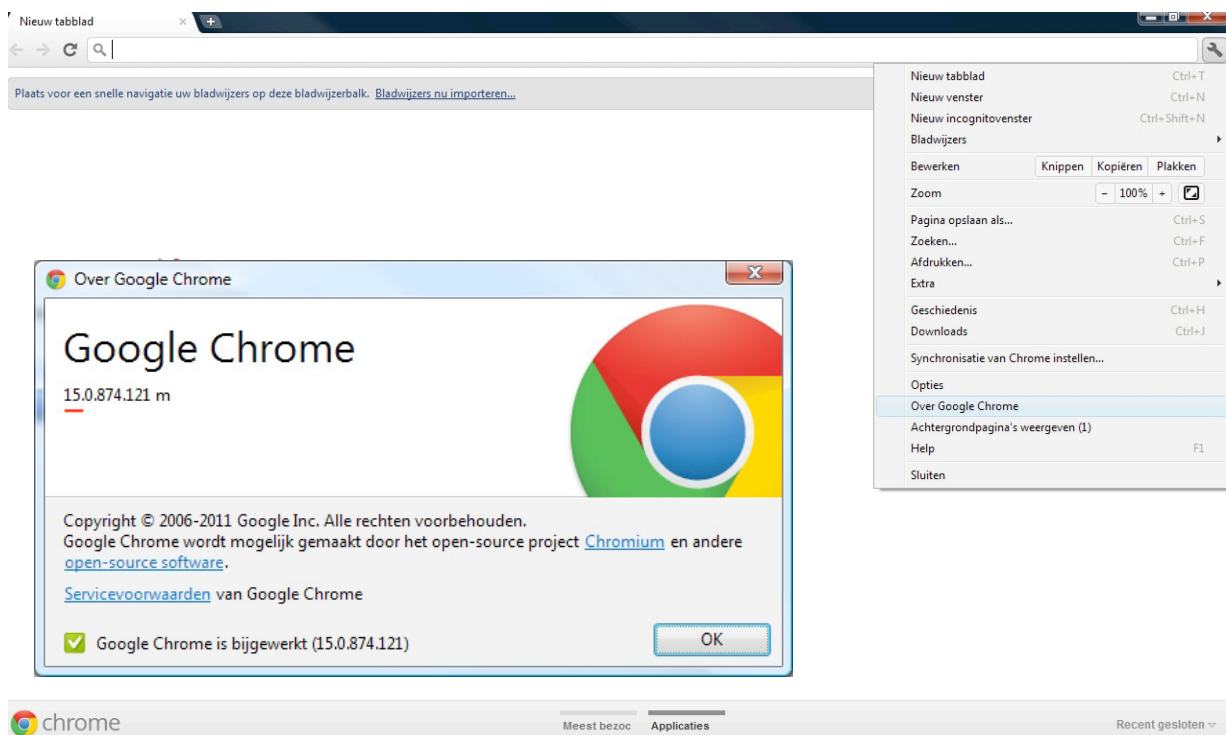 Nieuw tabblad
Plaats voor een snelle navigatie uw bladwijzers op deze bladwijzerbalk. Bladwijzers nu importeren...
Nieuw tabblad Ctrl+T
Nieuw venster Ctrl+N
Nieuw incognitovenster Ctrl+Shift+N
Bladwijzers
Bewerken Knippen Kopiëren Plakken
Zoom - 100% +
Pagina opslaan als... Ctrl+S
Zoeken... Ctrl+F
Afdrukken... Ctrl+P
Extra
Geschiedenis Ctrl+H
Downloads Ctrl+J
Synchronisatie van Chrome instellen...
Opties
Over Google Chrome
Achtergrondpagina's weergeven (1)
Help F1
Sluiten
Over Google Chrome
Google Chrome
15.0.874.121 m
Copyright © 2006-2011 Google Inc. Alle rechten voorbehouden.
Google Chrome wordt mogelijk gemaakt door het open-source project Chromium en andere
open-source software.
Servicevoorwaarden van Google Chrome
Google Chrome is bijgewerkt (15.0.874.121)
OK
chrome
Meest bezoc Applicaties
Recent gesloten